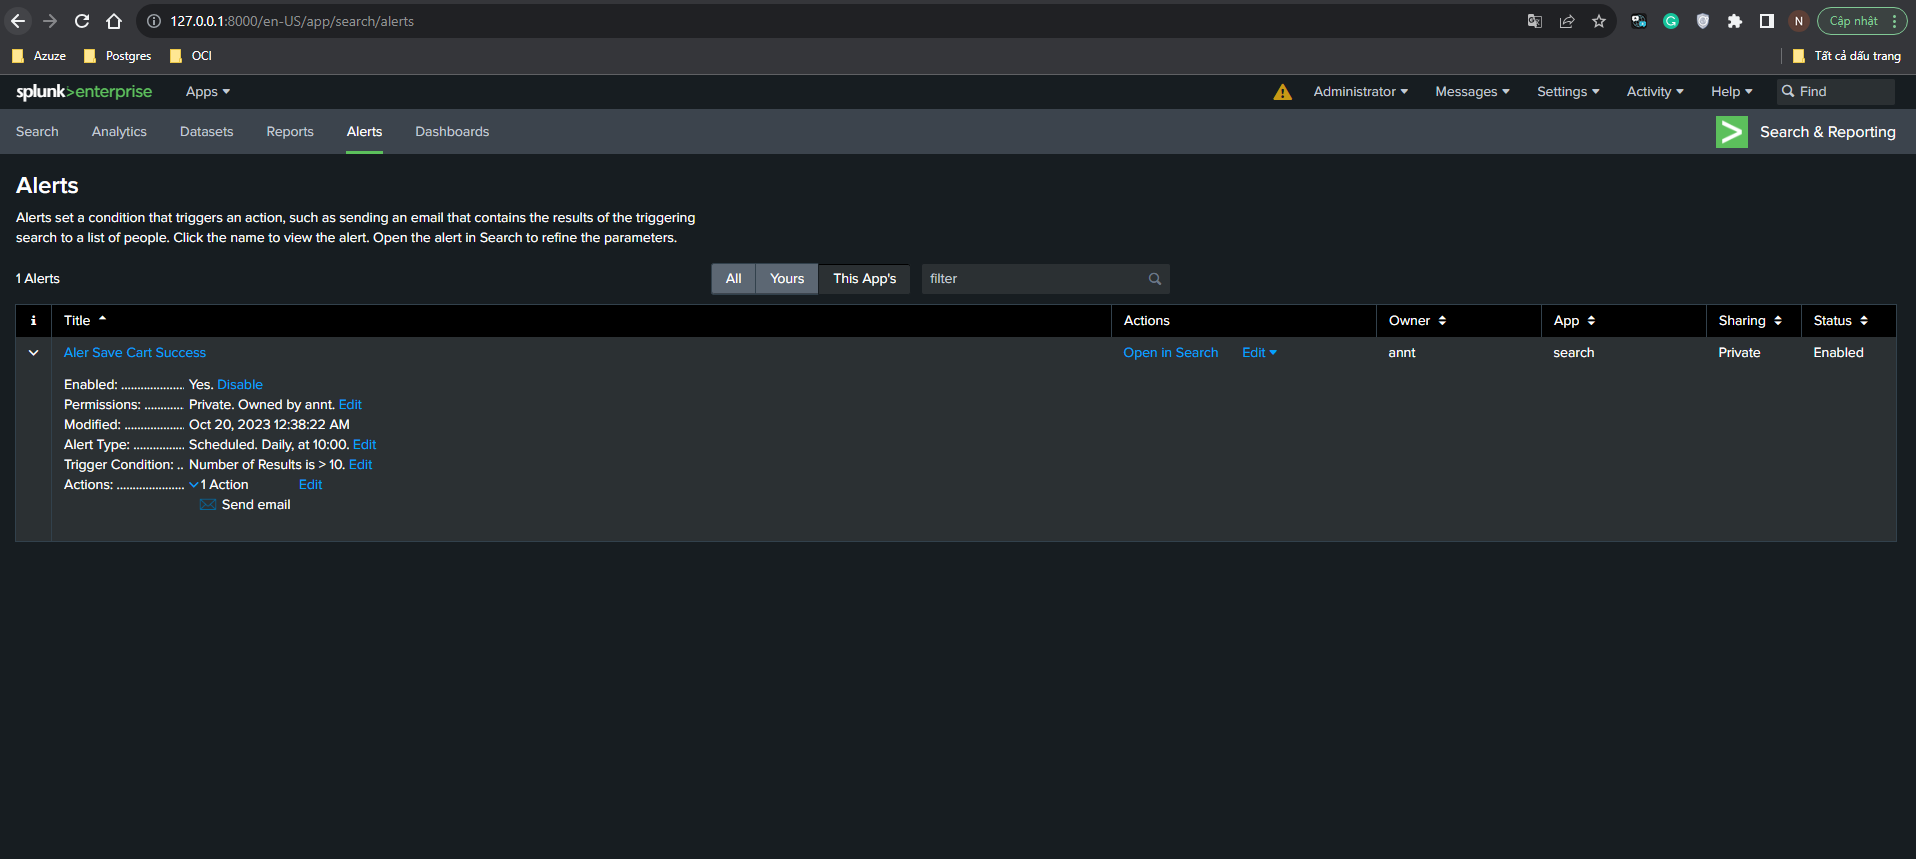 127.0.0.1:8000/en-US/app/search/alerts
N
Cập nhật
Azuze
Postgres
OCI
Tất cả dấu trang
splunk>enterprise
Apps
Administrator
Messages
Settings
Activity
Help
Find
Search
Analytics
Datasets
Reports
Alerts
Dashboards
Search & Reporting
Alerts
Alerts set a condition that triggers an action, such as sending an email that contains the results of the triggering
search to a list of people. Click the name to view the alert. Open the alert in Search to refine the parameters.
1 Alerts
All
Yours
This App's
filter
i
Title
Actions
Owner
App
Sharing
Status
Aler Save Cart Success
Open in Search
Edit
annt
search
Private
Enabled
Enabled: ................... Yes. Disable
Permissions: ............ Private. Owned by annt. Edit
Modified: .................. Oct 20, 2023 12:38:22 AM
Alert Type: ............... Scheduled. Daily, at 10:00. Edit
Trigger Condition: .. Number of Results is > 10. Edit
Actions: .................... 1 Action Edit
Send email